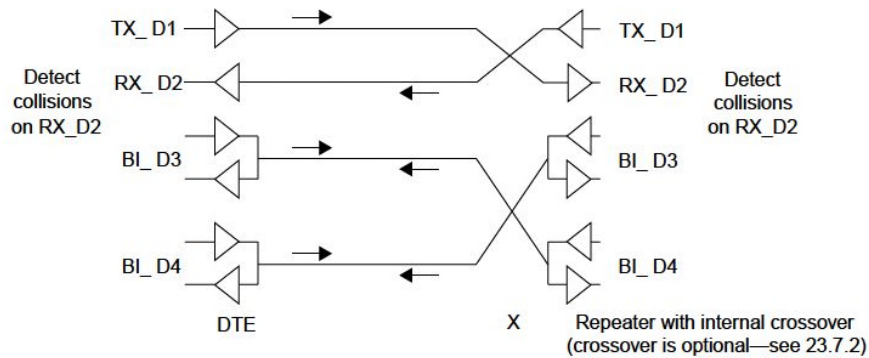 TX_ D1
TX_ D1
Detect
collisions
on RX_D2
RX_ D2
RX_ D2
Detect
collisions
on RX_D2
BI_ D3
BI_ D3
BI_ D4
BI_ D4
DTE
X
Repeater with internal crossover
(crossover is optional—see 23.7.2)